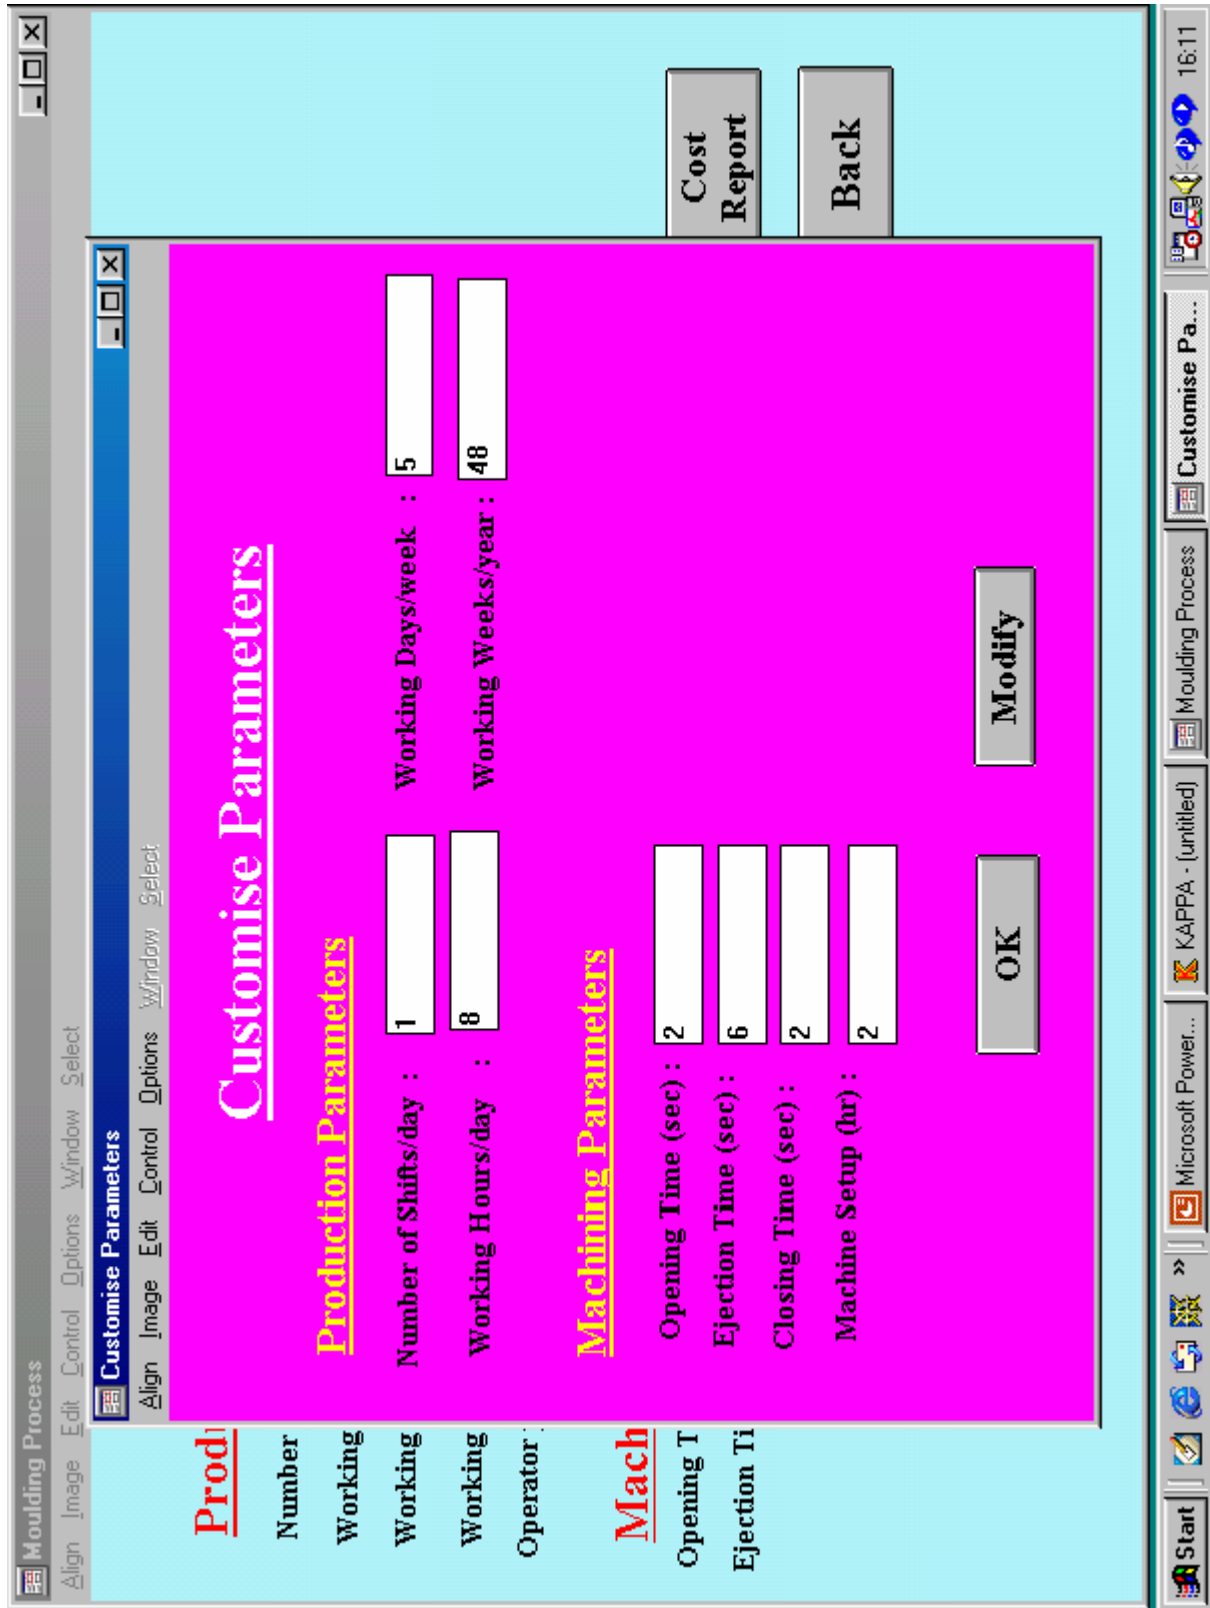 Moulding Process
Align Image Edit Control Options Window Select
Customise Parameters
Align Image Edit Control Options Window Select
Customise Parameters
Production Parameters
Number of Shifts/day : 1 Working Days/week : 5
Working Hours/day : 8 Working Weeks/year : 48
Machining Parameters
Opening Time (sec) : 2
Ejection Time (sec) : 6
Closing Time (sec) : 2
Machine Setup (hr) : 2
OK Modify
Produ
Number
Working
Working
Working
Operator
Mach
Opening T
Ejection Ti
Cost
Report
Back
Start » Microsoft Power... KAPPA - (untitled) Moulding Process Customise Pa... 16:11